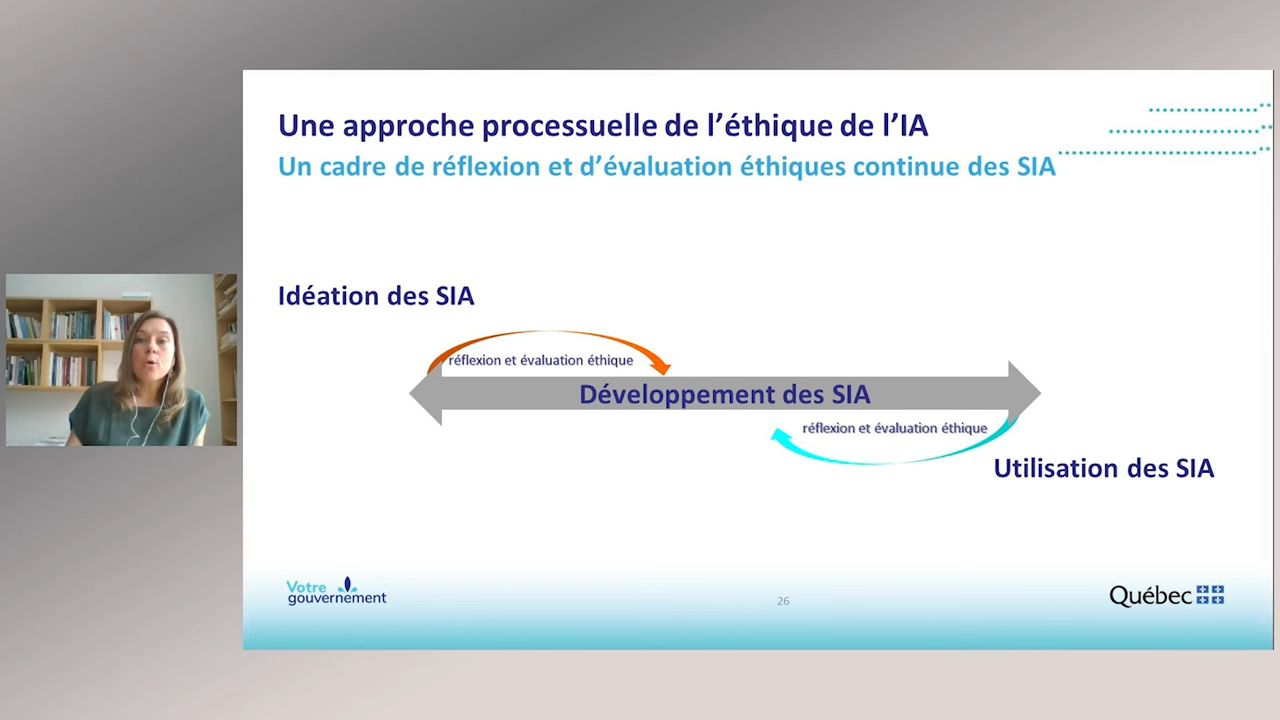 Une approche processuelle de l'éthique de l'IA
Un cadre de réflexion et d'évaluation éthiques continue des SIA
Idéation des SIA
réflexion et évaluation éthique
Développement des SIA
réflexion et évaluation éthique
Utilisation des SIA
Votre
gouvernement
26
Québec